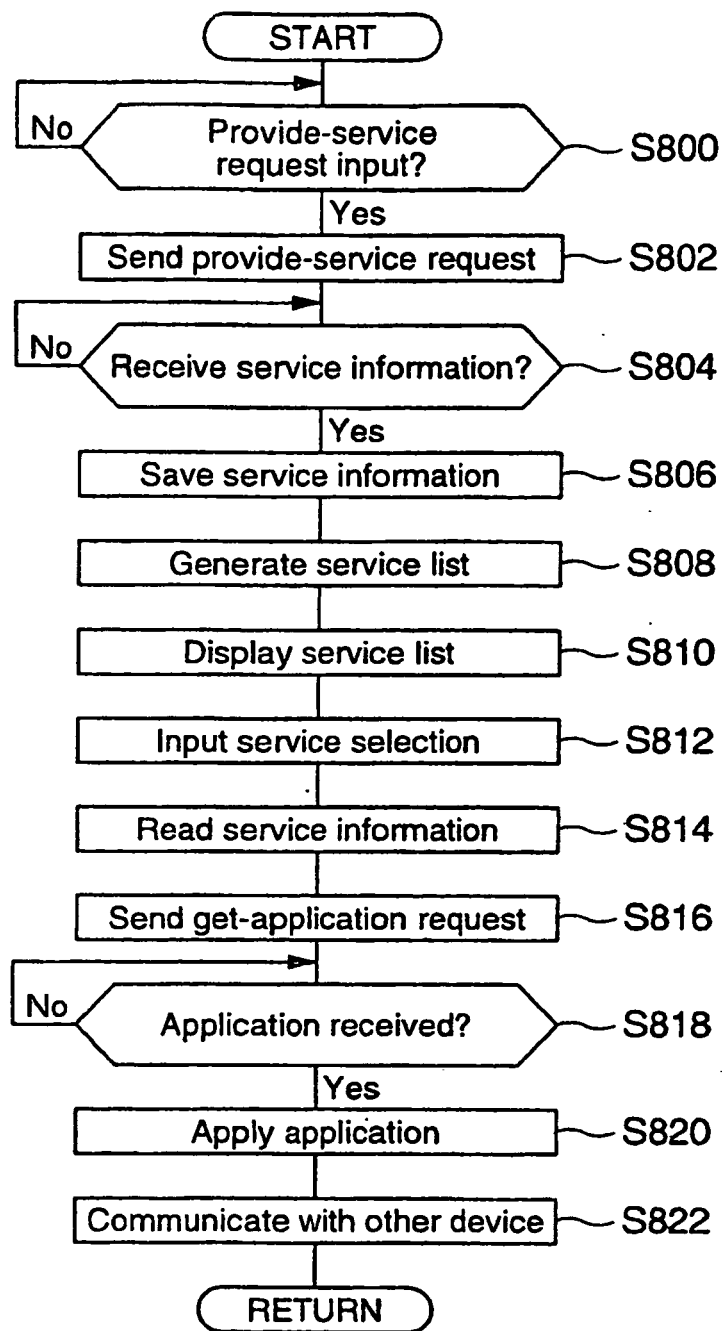 START
No
Provide-service
request input?
S800
Yes
Send provide-service request
S802
No
Receive service information?
S804
Yes
Save service information
S806
Generate service list
S808
Display service list
S810
Input service selection
S812
Read service information
S814
Send get-application request
S816
No
Application received?
S818
Yes
Apply application
S820
Communicate with other device
S822
RETURN